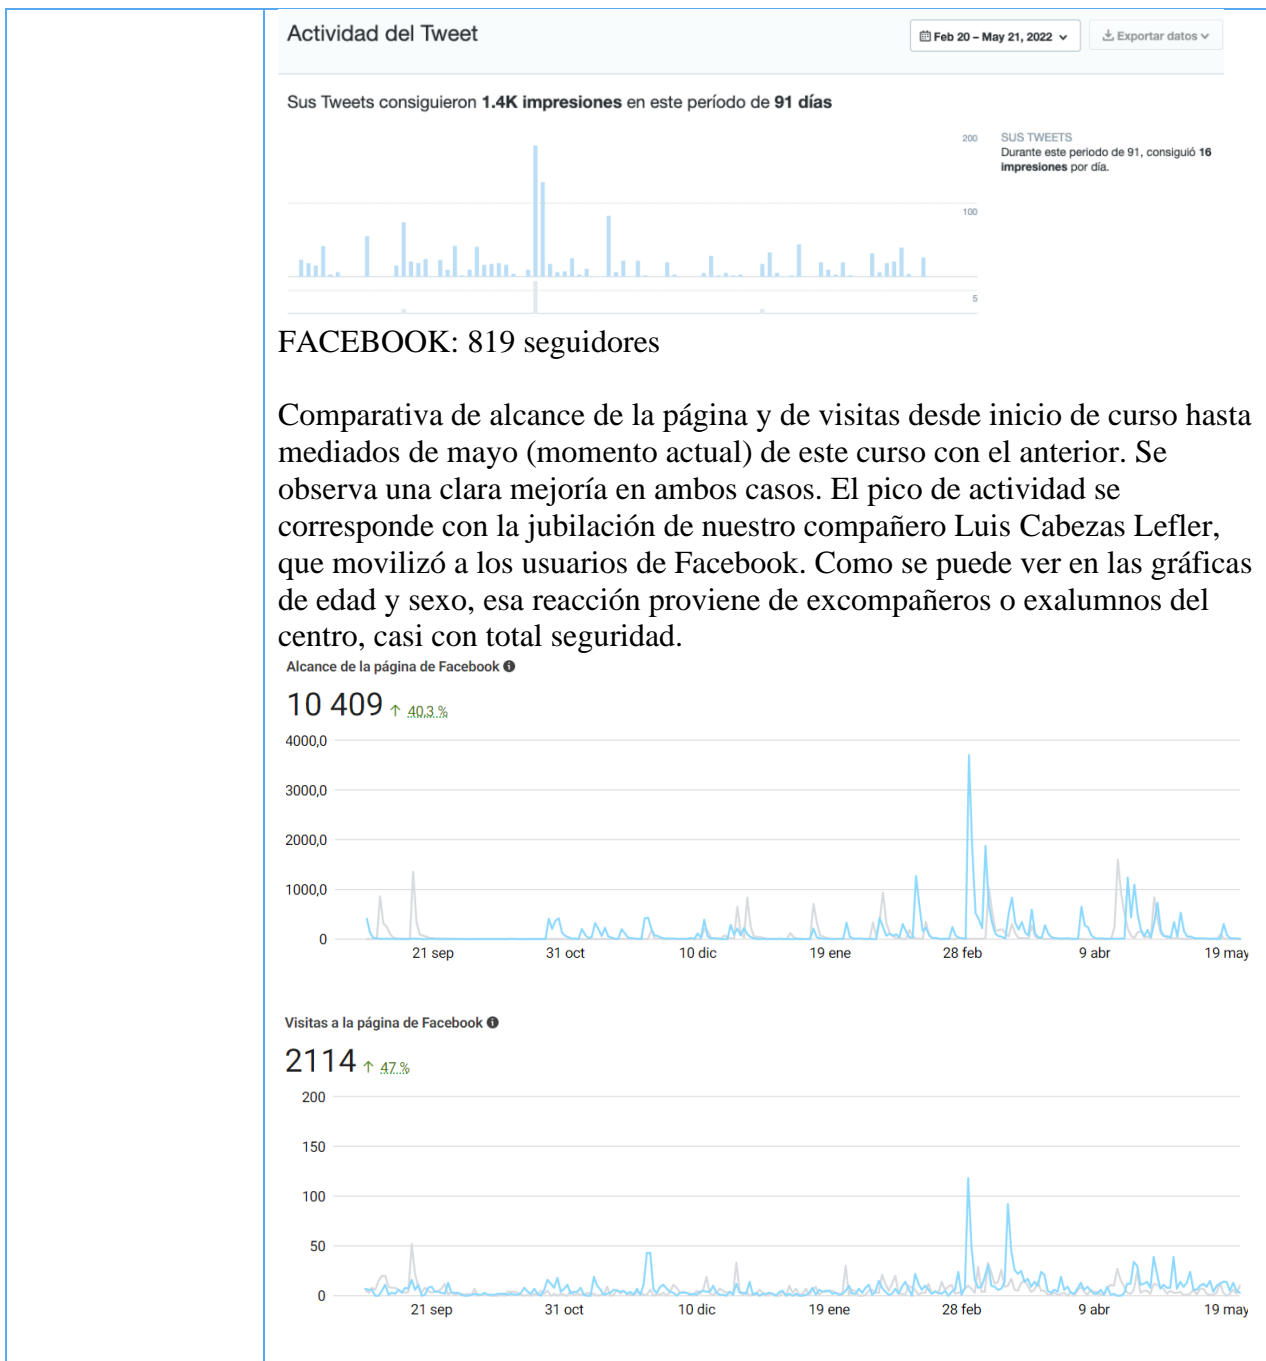 Actividad del Tweet
Feb 20 – May 21, 2022
Exportar datos
Sus Tweets consiguieron 1.4K impresiones en este período de 91 días
200
100
5
SUS TWEETS
Durante este periodo de 91, consiguió 16
impresiones por día.
FACEBOOK: 819 seguidores
Comparativa de alcance de la página y de visitas desde inicio de curso hasta
mediados de mayo (momento actual) de este curso con el anterior. Se
observa una clara mejoría en ambos casos. El pico de actividad se
corresponde con la jubilación de nuestro compañero Luis Cabezas Lefler,
que movilizó a los usuarios de Facebook. Como se puede ver en las gráficas
de edad y sexo, esa reacción proviene de excompañeros o exalumnos del
centro, casi con total seguridad.
Alcance de la página de Facebook
10 409 ↑ 40,3 %
4000,0
3000,0
2000,0
1000,0
0
21 sep 31 oct 10 dic 19 ene 28 feb 9 abr 19 may
Visitas a la página de Facebook
2114 ↑ 47 %
200
150
100
50
0
21 sep 31 oct 10 dic 19 ene 28 feb 9 abr 19 may